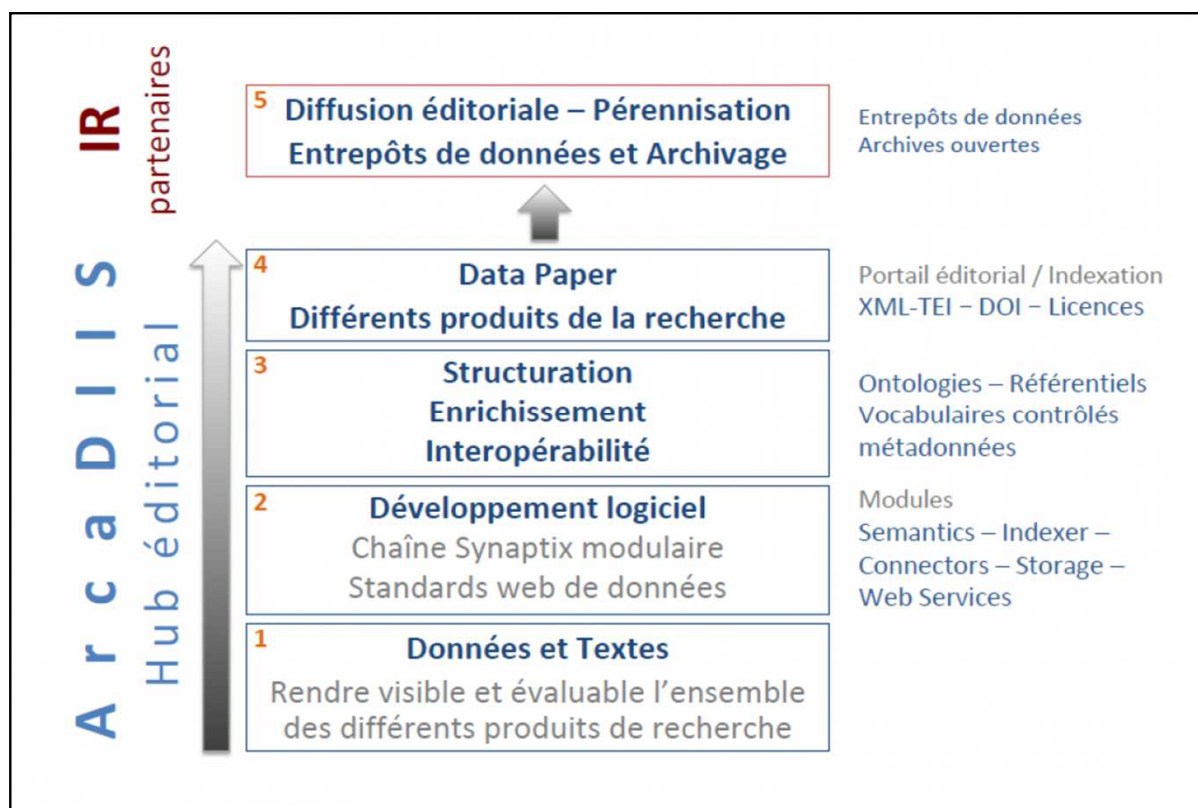 IR
partenaires
5
Diffusion éditoriale – Pérennisation
Entrepôts de données et Archivage
Entrepôts de données
Archives ouvertes
ArcaDIIS
Hub éditorial
4
Data Paper
Différents produits de la recherche
Portail éditorial / Indexation
XML-TEI – DOI – Licences
3
Structuration
Enrichissement
Interopérabilité
Ontologies – Référentiels
Vocabulaires contrôlés
métadonnées
2
Développement logiciel
Chaîne Synaptix modulaire
Standards web de données
Modules
Semantics – Indexer –
Connectors – Storage –
Web Services
1
Données et Textes
Rendre visible et évaluable l’ensemble
des différents produits de recherche